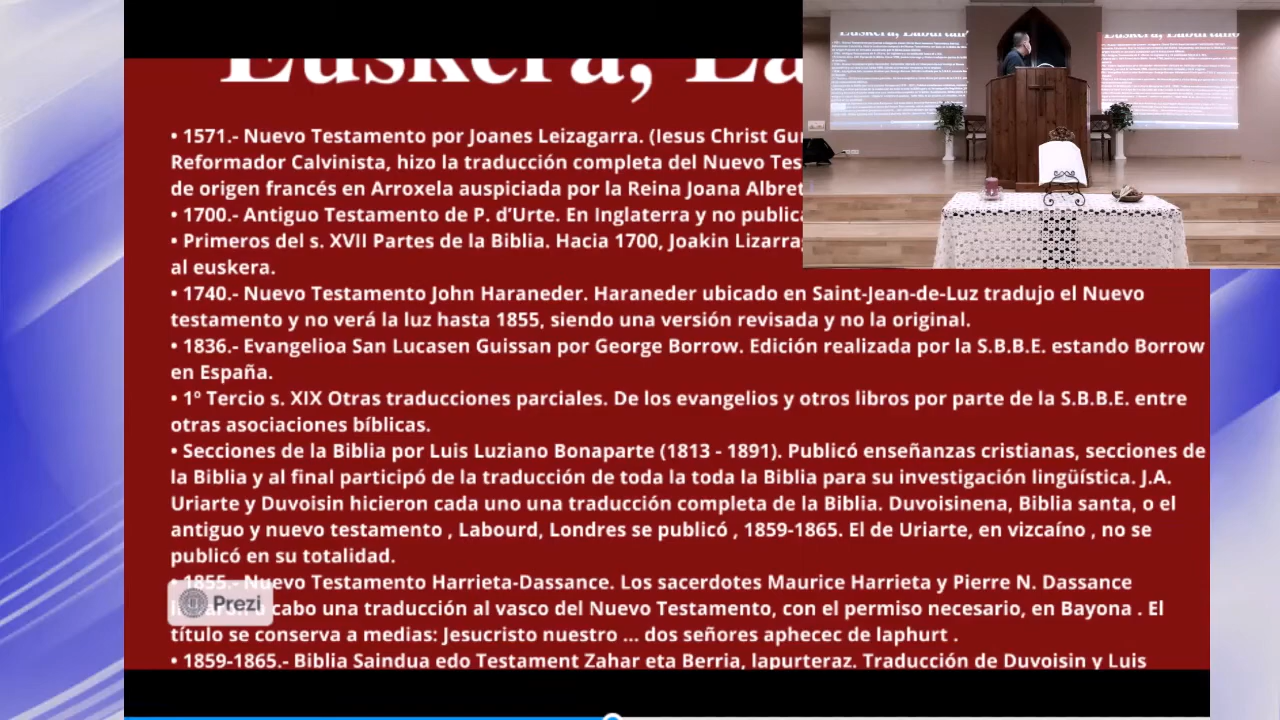 Euskera, La
• 1571.- Nuevo Testamento por Joanes Leizagarra. (Iesus Christ Gu
Reformador Calvinista, hizo la traducción completa del Nuevo Tes
de origen francés en Arroxela auspiciada por la Reina Joana Albret
• 1700.- Antiguo Testamento de P. d’Urte. En Inglaterra y no public
• Primeros del s. XVII Partes de la Biblia. Hacia 1700, Joakin Lizarra
al euskera.
• 1740.- Nuevo Testamento John Haraneder. Haraneder ubicado en Saint-Jean-de-Luz tradujo el Nuevo
testamento y no verá la luz hasta 1855, siendo una versión revisada y no la original.
• 1836.- Evangelioa San Lucasen Guissan por George Borrow. Edición realizada por la S.B.B.E. estando Borrow
en España.
• 1º Tercio s. XIX Otras traducciones parciales. De los evangelios y otros libros por parte de la S.B.B.E. entre
otras asociaciones bíblicas.
• Secciones de la Biblia por Luis Luziano Bonaparte (1813 - 1891). Publicó enseñanzas cristianas, secciones de
la Biblia y al final participó de la traducción de toda la toda la Biblia para su investigación lingüística. J.A.
Uriarte y Duvoisin hicieron cada uno una traducción completa de la Biblia. Duvoisinena, Biblia santa, o el
antiguo y nuevo testamento , Labourd, Londres se publicó , 1859-1865. El de Uriarte, en vizcaíno , no se
publicó en su totalidad.
• 1855.- Nuevo Testamento Harrieta-Dassance. Los sacerdotes Maurice Harrieta y Pierre N. Dassance
Prezi
cabo una traducción al vasco del Nuevo Testamento, con el permiso necesario, en Bayona . El
título se conserva a medias: Jesucristo nuestro ... dos señores aphecec de laphurt .
• 1859-1865.- Biblia Saindua edo Testament Zahar eta Berria, lapurteraz. Traducción de Duvoisin y Luis
Euskera, Labortano